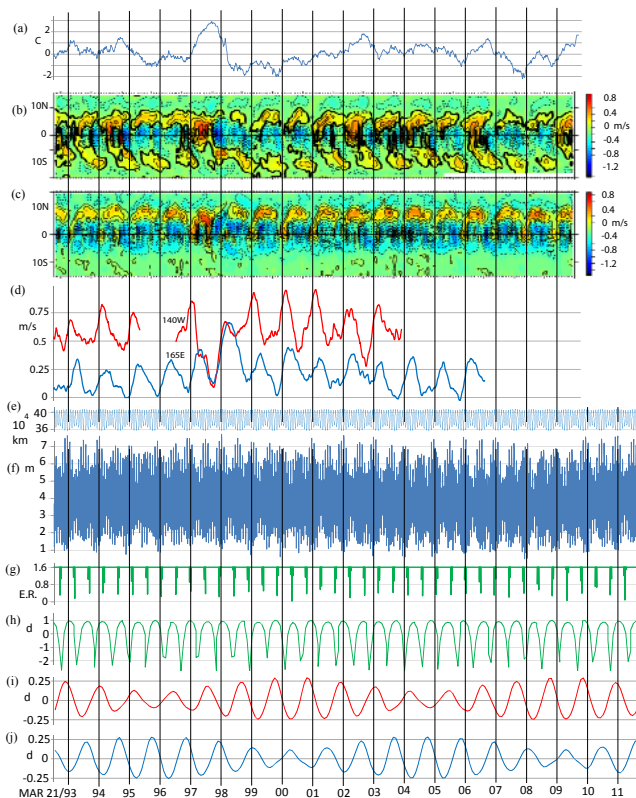 (a)
C
2
0
-2
(b)
10N
0
10S
0.8
0.4
0 m/s
-0.4
-0.8
-1.2
(c)
10N
0
10S
0.8
0.4
0 m/s
-0.4
-0.8
-1.2
(d)
m/s
0.75
0.5
0.25
0
140W
165E
(e) 40
10 4 36
km
(f) m
7
6
5
4
3
2
1
(g) 1.6
0.8
E.R. 0
(h) d
1
0
-1
-2
(i) 0.25
d 0
-0.25
(j) 0.25
d 0
-0.25
MAR 21/93 94 95 96 97 98 99 00 01 02 03 04 05 06 07 08 09 10 11